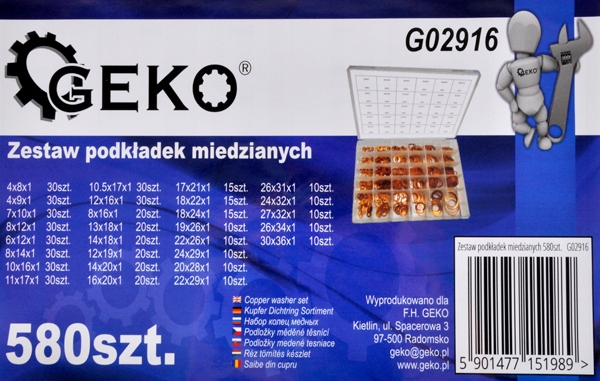 G02916
GEKO®
GEKO
Zestaw podkładek miedzianych
4x8x1 30szt. 10.5x17x1 30szt. 17x21x1 15szt. 26x31x1 10szt.
4x9x1 30szt. 12x16x1 30szt. 18x22x1 15szt. 24x32x1 10szt.
7x10x1 30szt. 8x16x1 20szt. 18x24x1 15szt. 27x32x1 10szt.
8x12x1 30szt. 13x18x1 20szt. 19x26x1 10szt. 26x34x1 10szt.
6x12x1 30szt. 14x18x1 20szt. 22x26x1 10szt. 30x36x1 10szt.
8x14x1 30szt. 12x19x1 20szt. 24x29x1 10szt.
10x16x1 30szt. 14x20x1 20szt. 20x28x1 10szt.
11x17x1 30szt. 16x20x1 20szt. 22x29x1 10szt.
580szt.
Copper washer set
Kupfer Dichtring Sortiment
Набор колец медных
Podložky měděné těsnící
Podložky medene tesniace
Réz tömítés készlet
Saibe din cupru
Wyprodukowano dla
F.H. GEKO
Kietlin, ul. Spacerowa 3
97-500 Radomsko
geko@geko.pl
www.geko.pl
Zestaw podkładek miedzianych 580szt. G02916
5 901477 151989 >